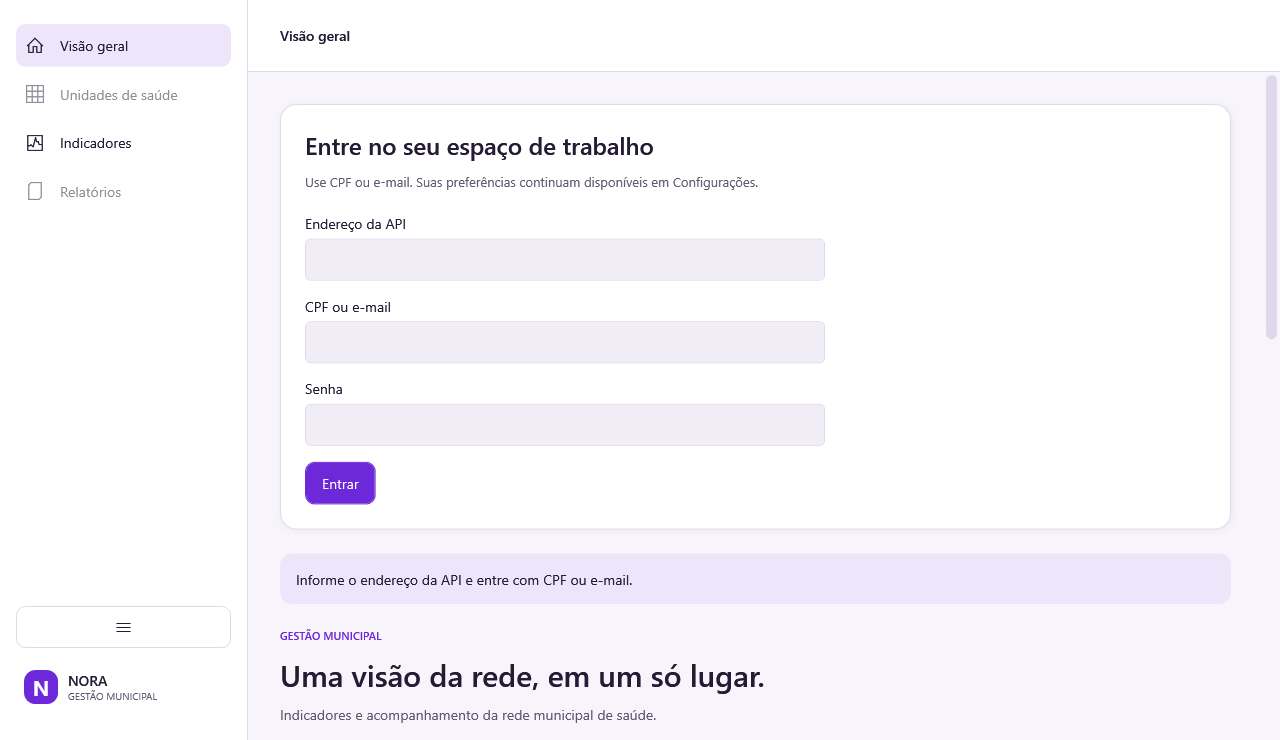 Visão geral
Unidades de saúde
Indicadores
Relatórios
N
NORA
GESTÃO MUNICIPAL
Visão geral
Entre no seu espaço de trabalho
Use CPF ou e-mail. Suas preferências continuam disponíveis em Configurações.
Endereço da API
CPF ou e-mail
Senha
Entrar
Informe o endereço da API e entre com CPF ou e-mail.
GESTÃO MUNICIPAL
Uma visão da rede, em um só lugar.
Indicadores e acompanhamento da rede municipal de saúde.